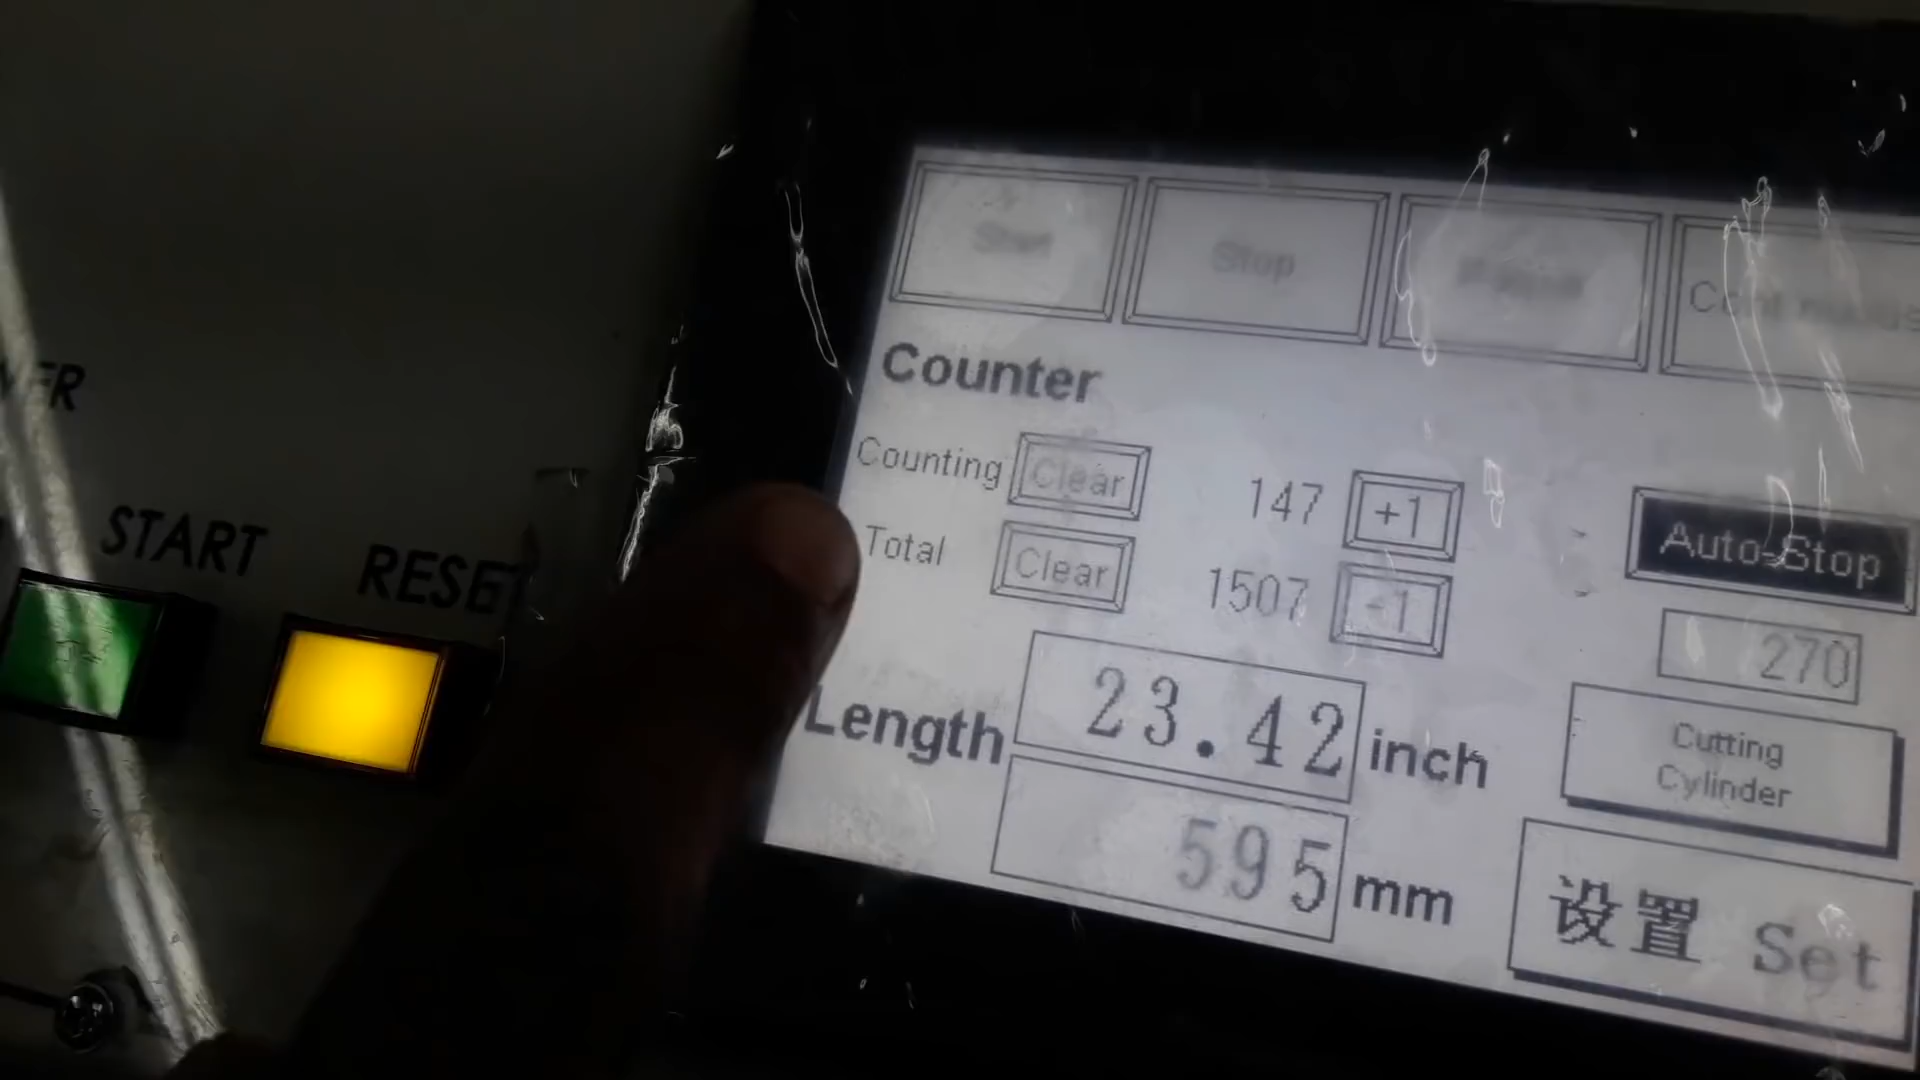 START
RESET
Start
Stop
Counter
Counting
Clear
147
+1
Total
Clear
1507
Auto-Stop
270
Length
23.42
inch
595
mm
Cutting
Cylinder
设置 Set